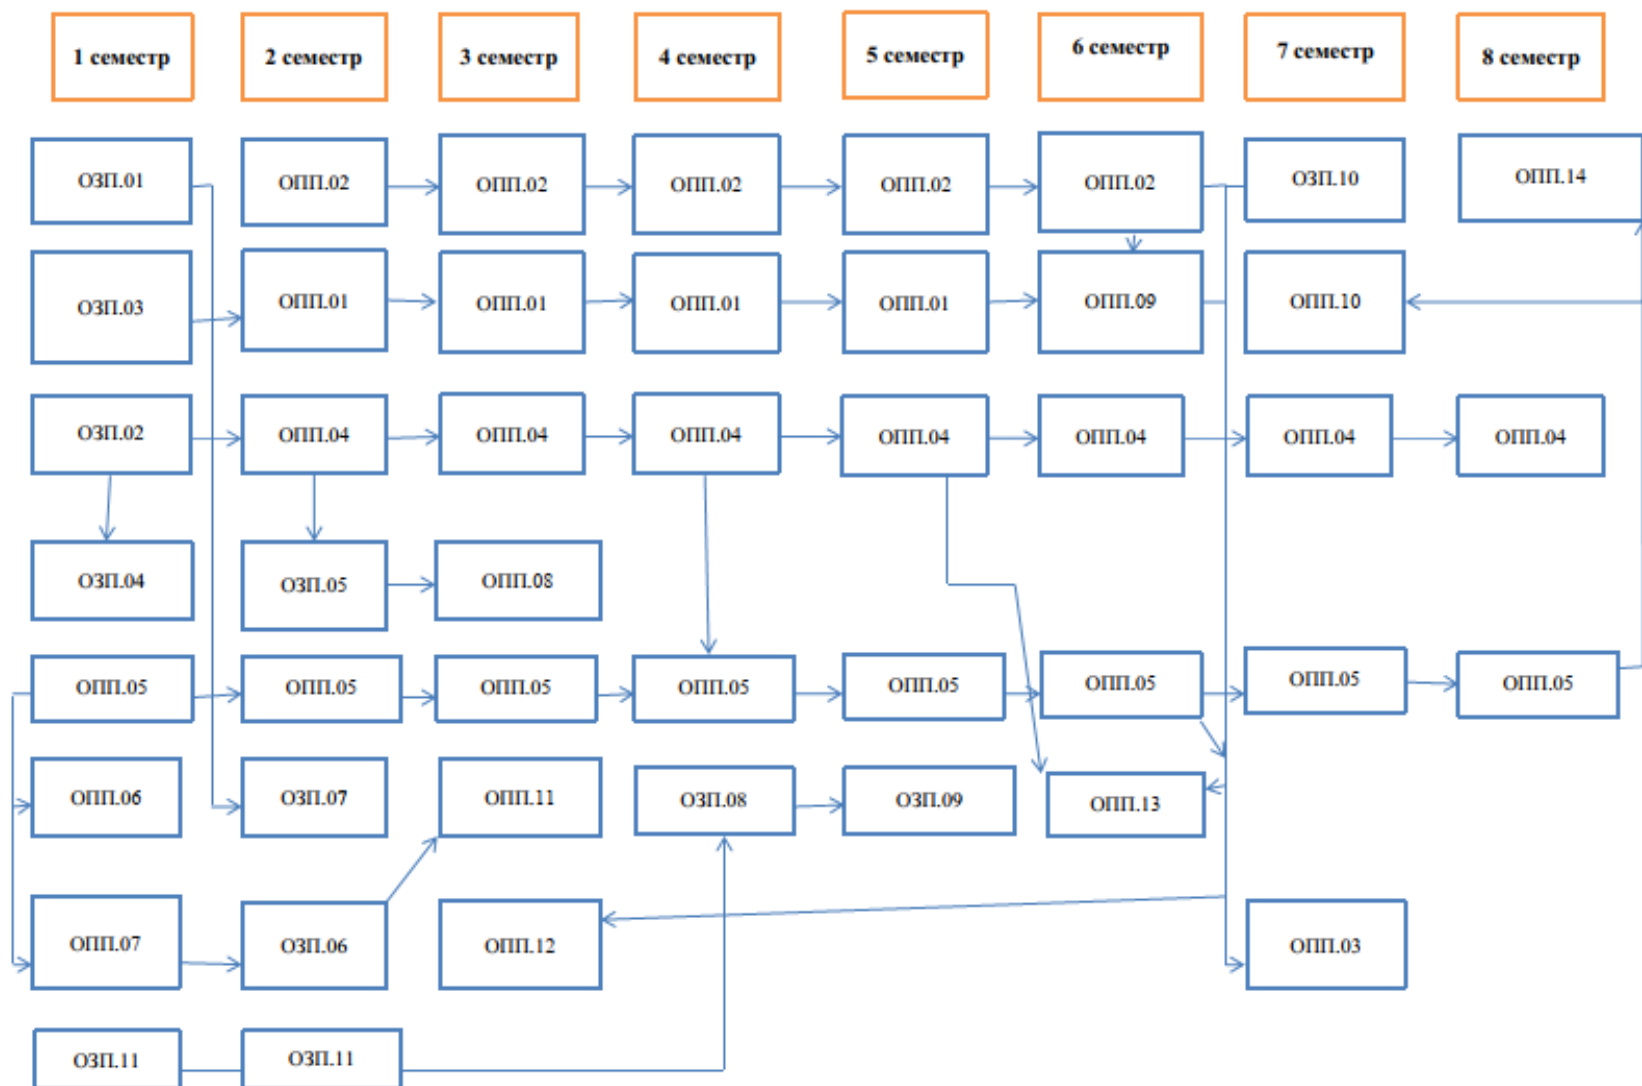 1 семестр
2 семестр
3 семестр
4 семестр
5 семестр
6 семестр
7 семестр
8 семестр
ОЗП.01
ОПП.02
ОПП.02
ОПП.02
ОПП.02
ОПП.02
ОЗП.10
ОПП.14
ОЗП.03
ОПП.01
ОПП.01
ОПП.01
ОПП.01
ОПП.09
ОПП.10
ОЗП.02
ОПП.04
ОПП.04
ОПП.04
ОПП.04
ОПП.04
ОПП.04
ОПП.04
ОЗП.04
ОЗП.05
ОПП.08
ОПП.05
ОПП.05
ОПП.05
ОПП.05
ОПП.05
ОПП.05
ОПП.05
ОПП.05
ОПП.06
ОЗП.07
ОПП.11
ОЗП.08
ОЗП.09
ОПП.13
ОПП.07
ОЗП.06
ОПП.12
ОПП.03
ОЗП.11
ОЗП.11